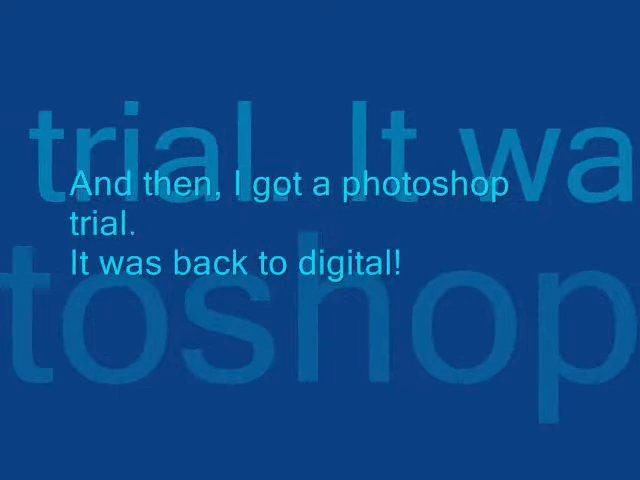 trial. It wa
And then, I got a photoshop
trial.
It was back to digital!
toshop